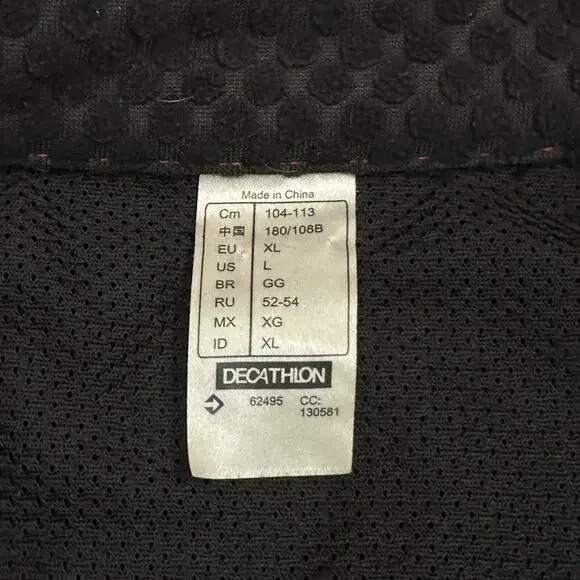 Made in China
Cm 104-113
中国 180/108B
EU XL
US L
BR GG
RU 52-54
MX XG
ID XL
DECATHLON
62495 CC:
130581